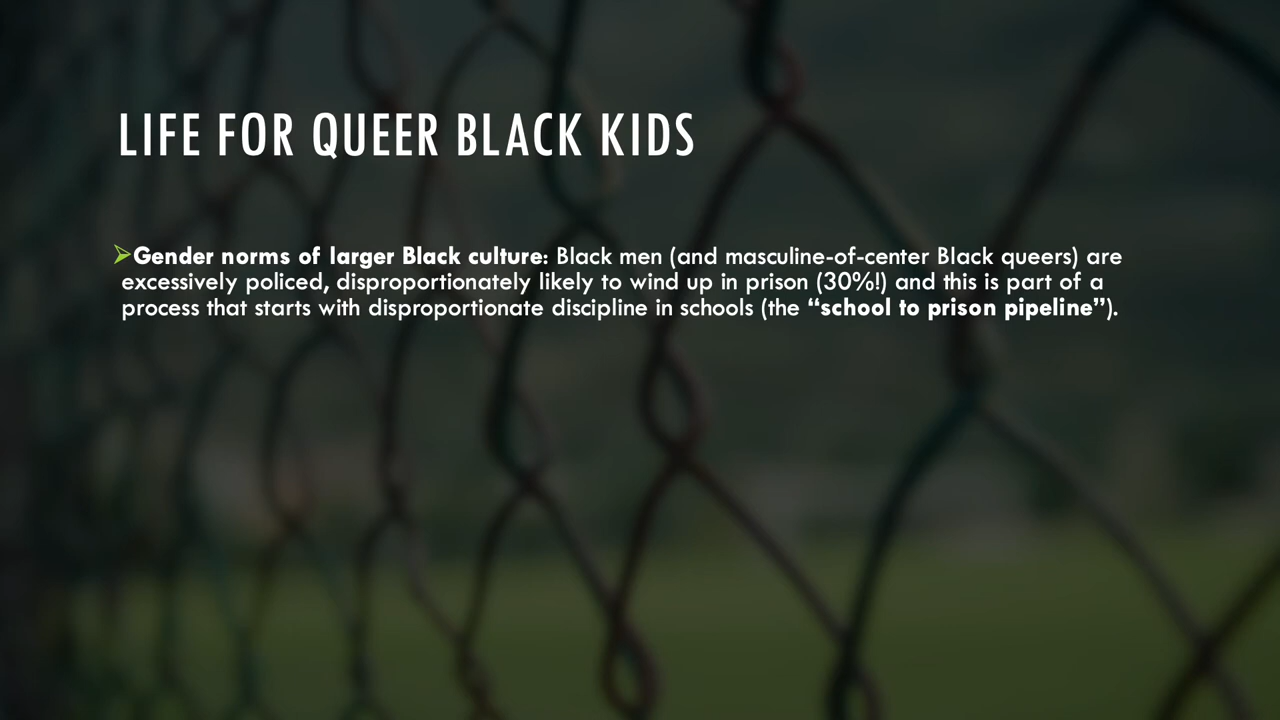 LIFE FOR QUEER BLACK KIDS
Gender norms of larger Black culture: Black men (and masculine-of-center Black queers) are
excessively policed, disproportionately likely to wind up in prison (30%!) and this is part of a
process that starts with disproportionate discipline in schools (the “school to prison pipeline”).